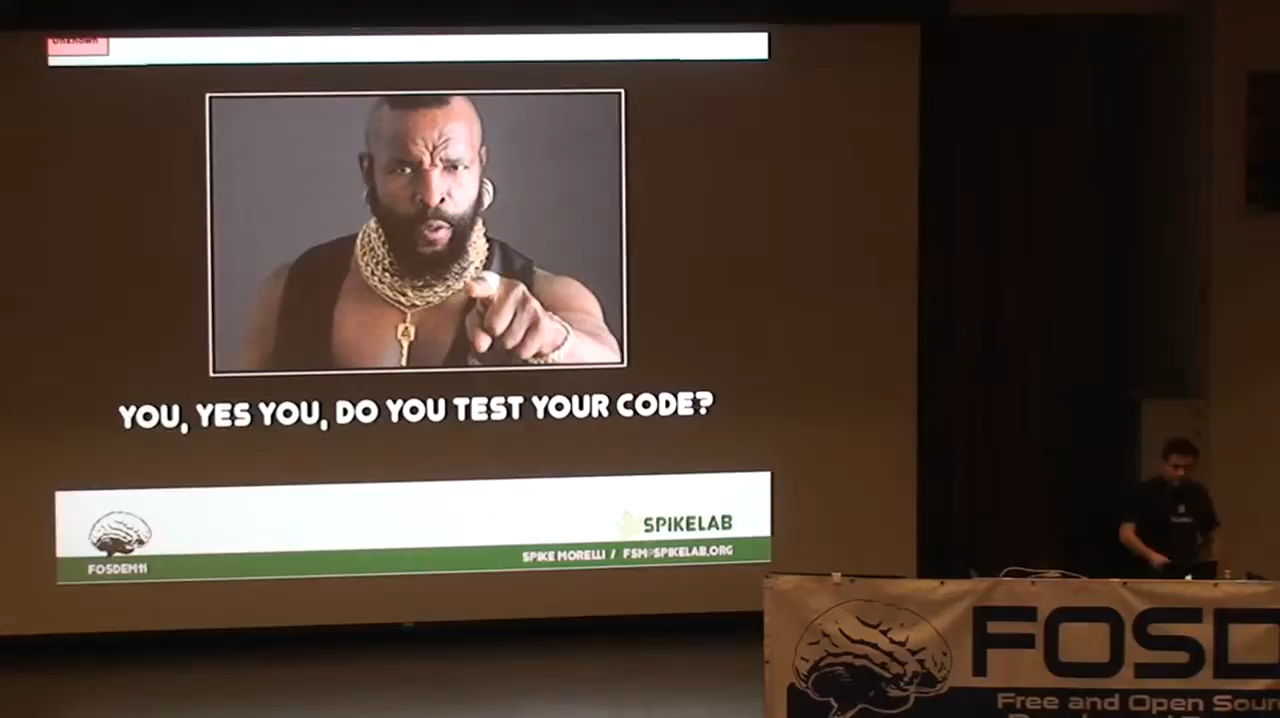 Unknown
YOU, YES YOU, DO YOU TEST YOUR CODE?
SPIKELAB
SPIKE MORELLI / FSM@SPIKELAB.ORG
FOSDEM11
FOSD
Free and Open Sour